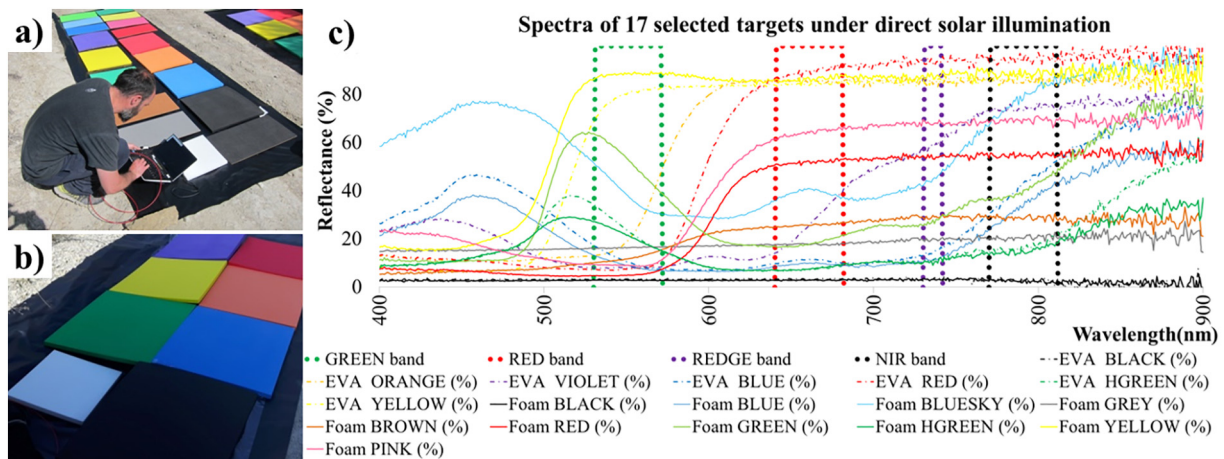 a)
b)
c)
Spectra of 17 selected targets under direct solar illumination
Reflectance (%)
80
60
40
20
0
400
500
600
700
800
900
Wavelength(nm)
GREEN band
RED band
REDGE band
NIR band
EVA BLACK (%)
EVA ORANGE (%)
EVA VIOLET (%)
EVA BLUE (%)
EVA RED (%)
EVA HGREEN (%)
EVA YELLOW (%)
Foam BLACK (%)
Foam BLUE (%)
Foam BLUESKY (%)
Foam GREY (%)
Foam BROWN (%)
Foam RED (%)
Foam GREEN (%)
Foam HGREEN (%)
Foam YELLOW (%)
Foam PINK (%)